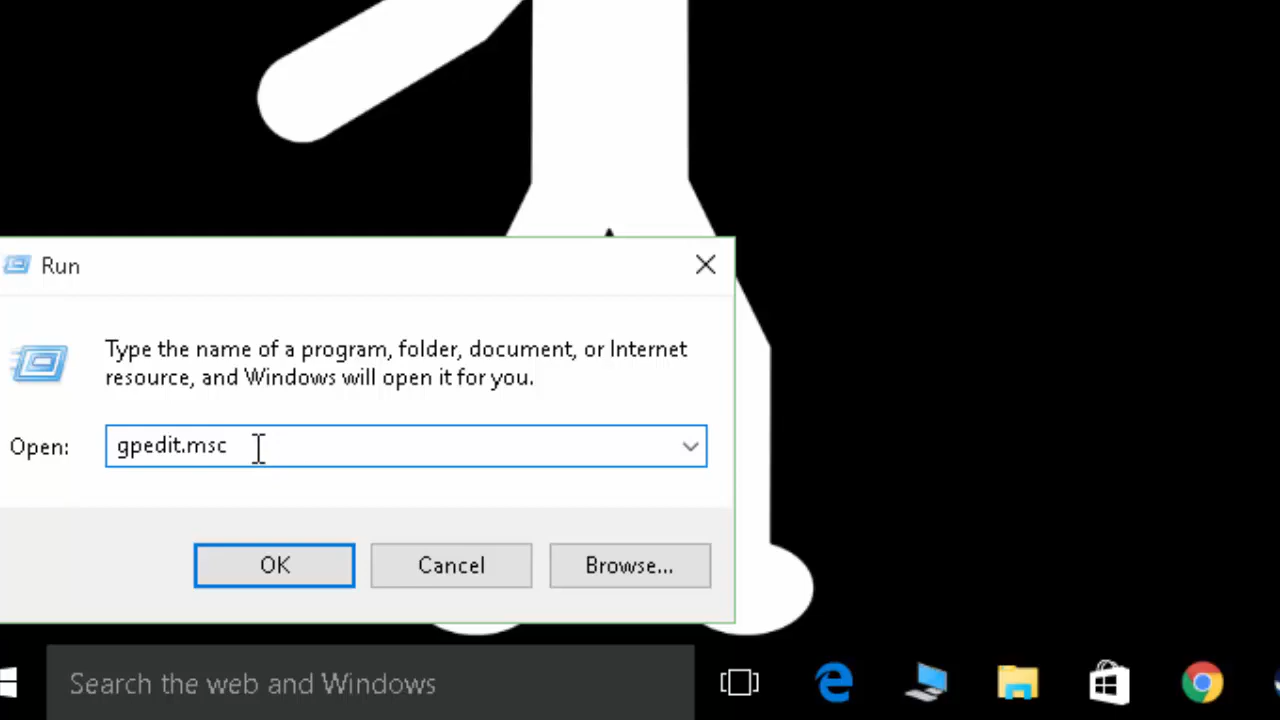 Run
Type the name of a program, folder, document, or Internet
resource, and Windows will open it for you.
Open: gpedit.msc
OK Cancel Browse...
Search the web and Windows